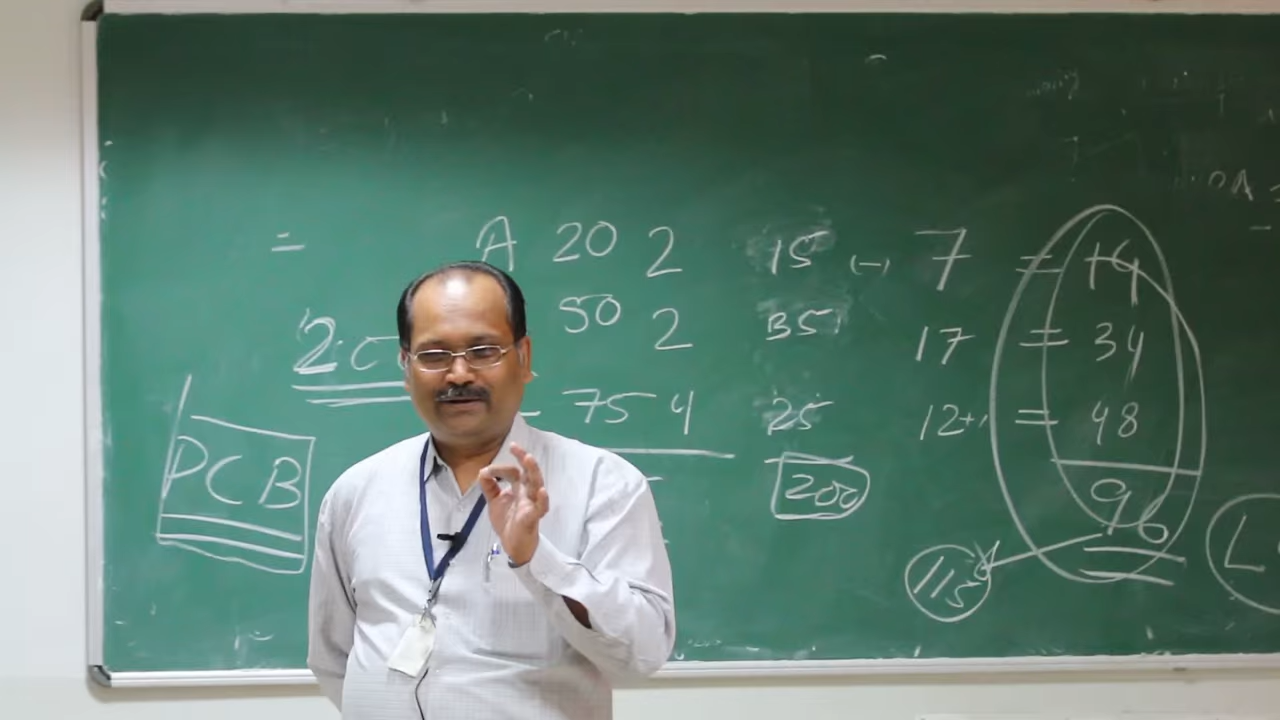 =
A 20 2 15 (-) 7 = 14
50 2 35 17 = 34
75 4 25 12+1 = 48
200 96
115
PCB
L